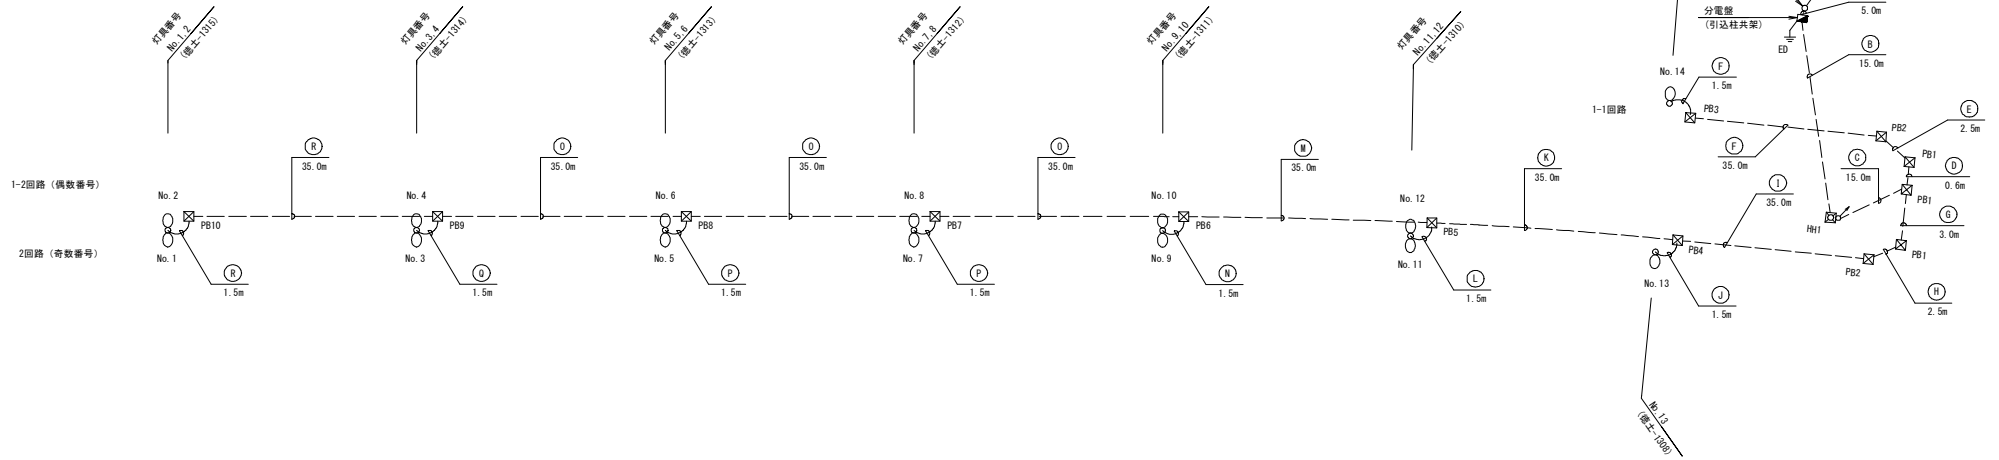 灯具番号
No.1,2
(徳土-1315)
灯具番号
No.3,4
(徳土-1314)
灯具番号
No.5,6
(徳土-1313)
灯具番号
No.7,8
(徳土-1312)
灯具番号
No.9,10
(徳土-1311)
灯具番号
No.11,12
(徳土-1310)
分電盤
(引込柱共架)
5.0m
ED
B
15.0m
No.14
F
1.5m
1-1回路
PB3
E
2.5m
PB2
PB1
F
35.0m
C
15.0m
D
0.6m
PB1
R
35.0m
O
35.0m
O
35.0m
O
35.0m
M
35.0m
K
35.0m
I
35.0m
G
3.0m
HH1
1-2回路 (偶数番号)
No.2
No.4
No.6
No.8
No.10
No.12
PB10
PB9
PB8
PB7
PB6
PB5
PB4
PB2
PB1
2回路 (奇数番号)
No.1
No.3
No.5
No.7
No.9
No.11
No.13
R
1.5m
Q
1.5m
P
1.5m
P
1.5m
N
1.5m
L
1.5m
J
1.5m
H
2.5m
No.13
(徳土-1308)